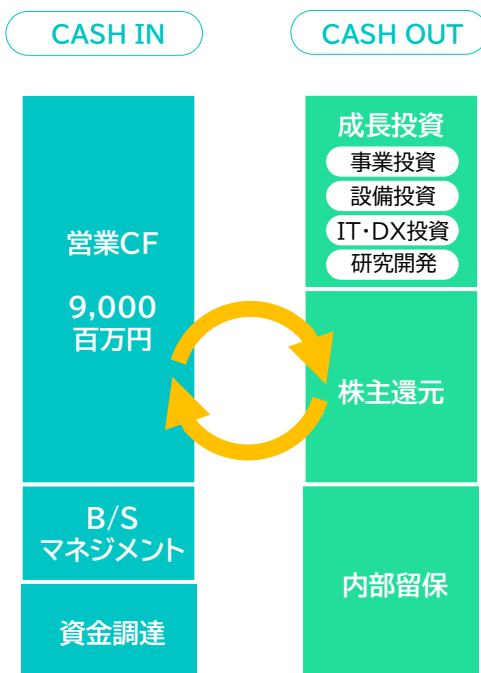 CASH IN
CASH OUT
営業CF
9,000
百万円
B/S
マネジメント
資金調達
成長投資
事業投資
設備投資
IT・DX投資
研究開発
株主還元
内部留保